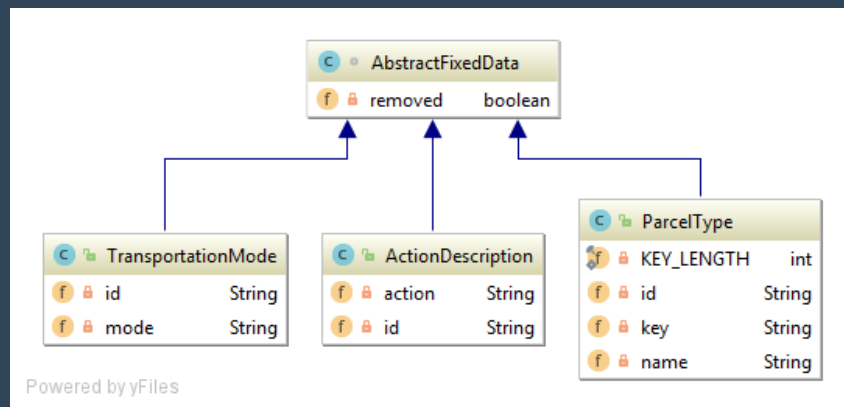 AbstractFixedData
removed boolean
TransportationMode
id String
mode String
ActionDescription
action String
id String
ParcelType
KEY_LENGTH int
id String
key String
name String
Powered by yFiles